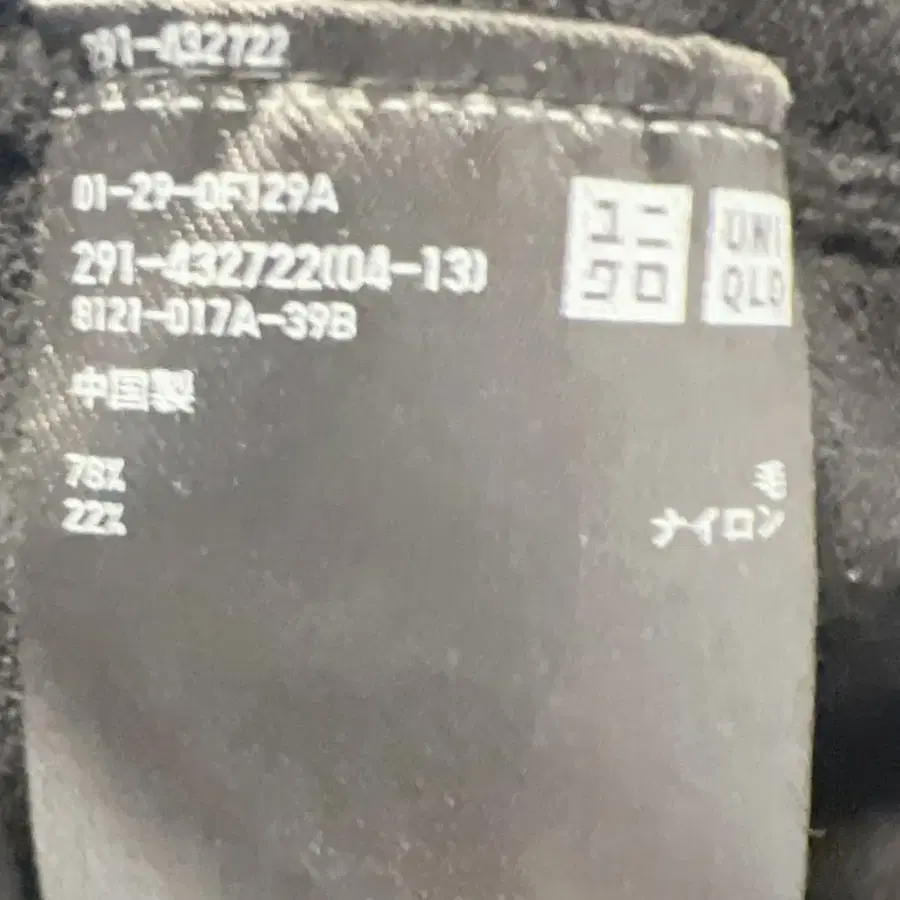 291-432722
01-29-0F129A
291-432722(04-13)
8121-017A-39B
ユニ
クロ
UNI
QLO
中国製
78% 毛
22% ナイロン